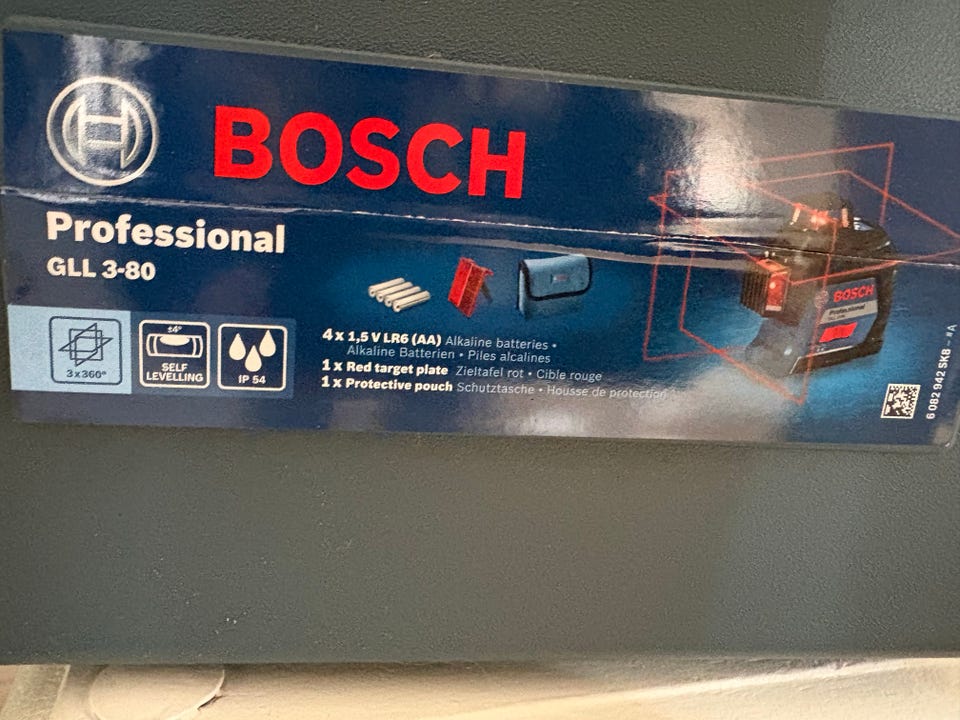 BOSCH
Professional
GLL 3-80
3x360°
±4°
SELF
LEVELLING
IP 54
4 x 1,5 V LR6 (AA) Alkaline batteries •
Alkaline Batterien • Piles alcalines
1 x Red target plate Zieltafel rot • Cible rouge
1 x Protective pouch Schutztasche • Housse de protection
BOSCH
Professional
6 082 942 SKB